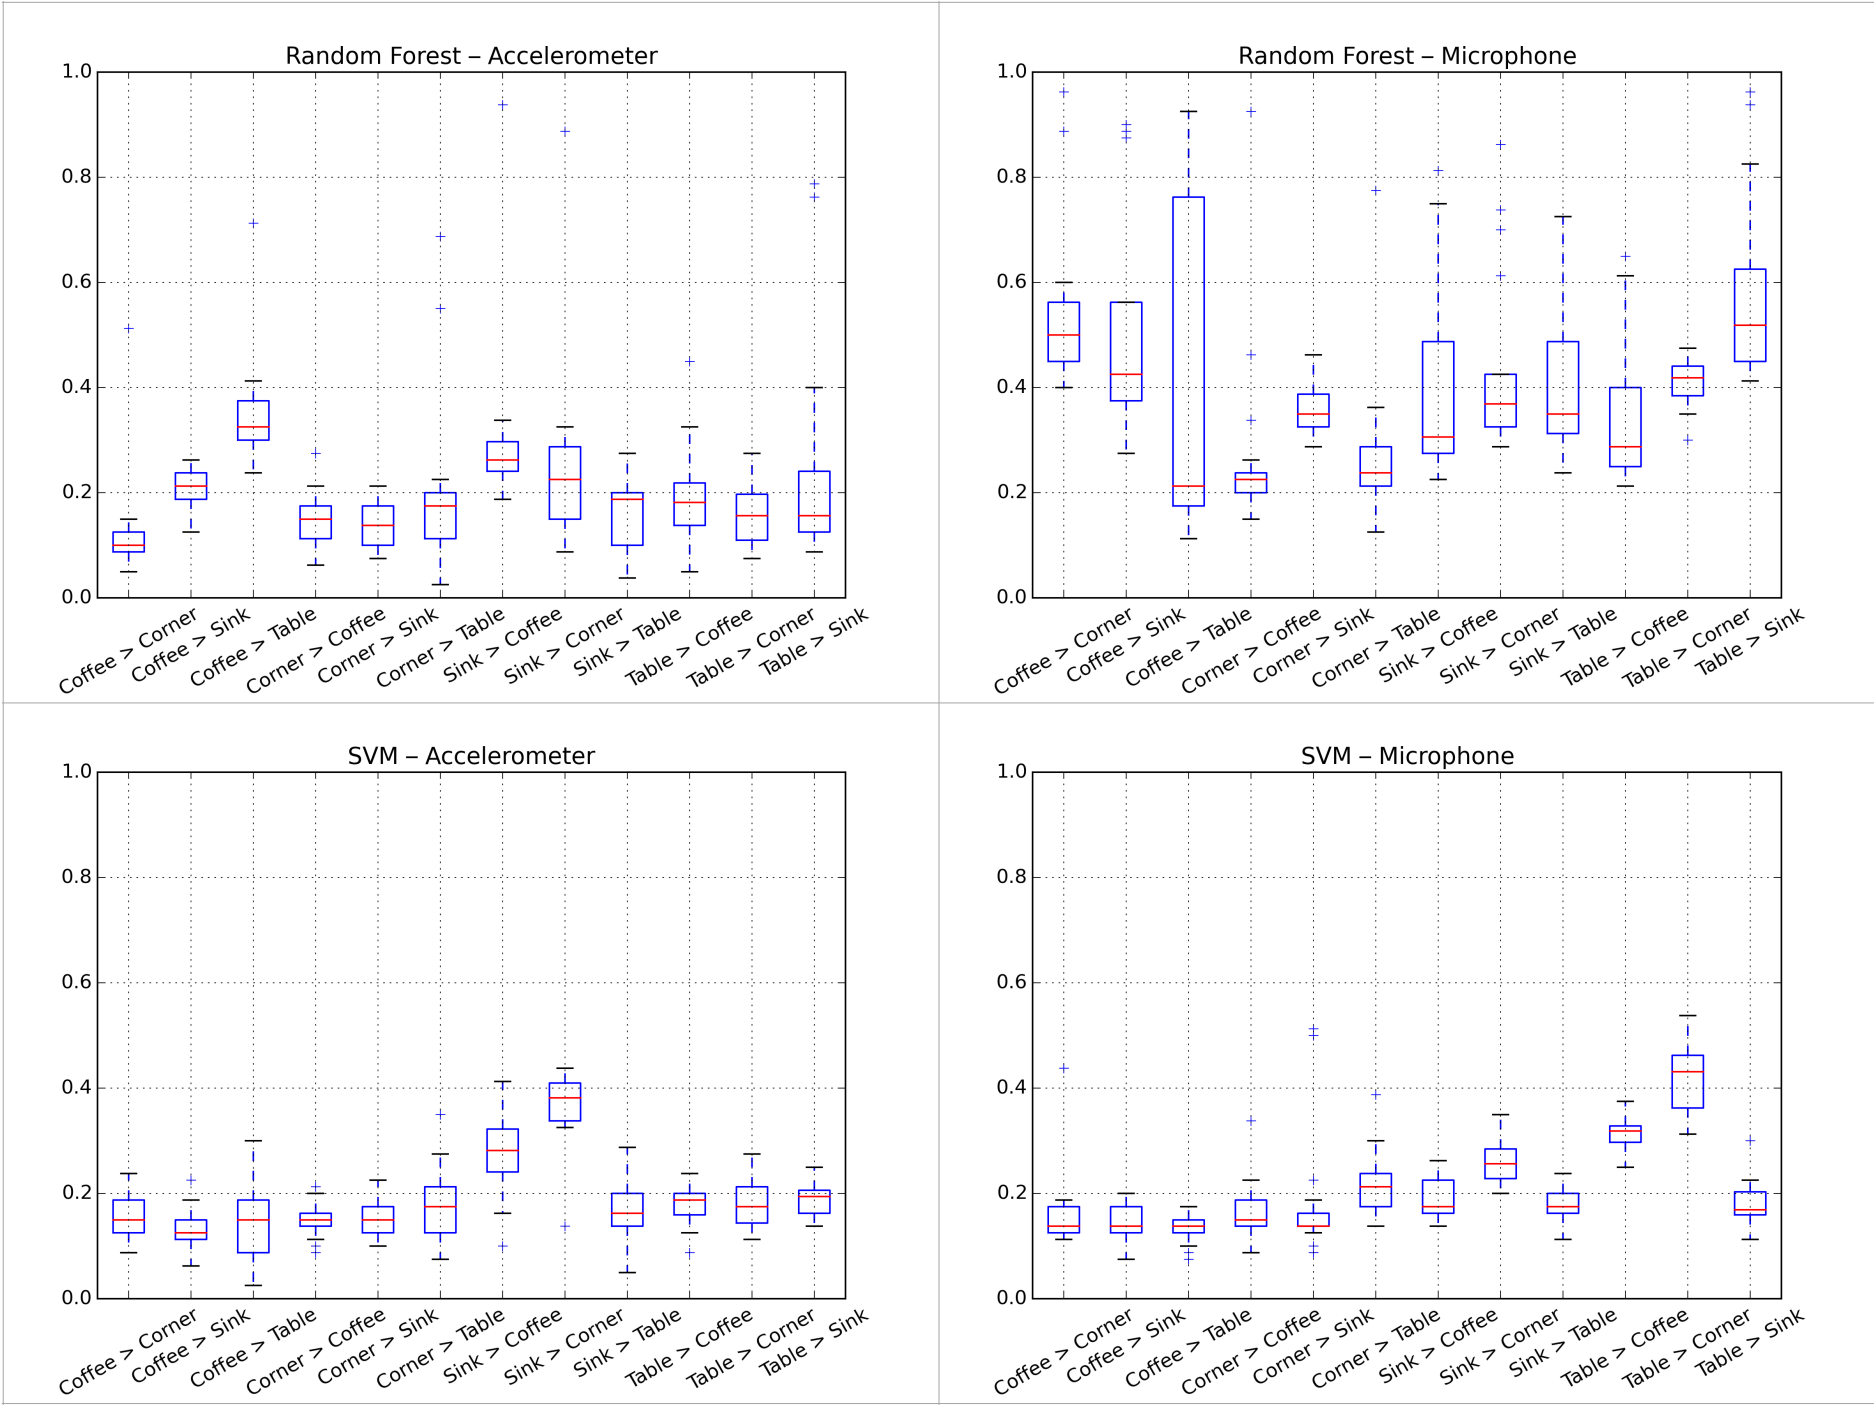 Random Forest – Accelerometer
1.0
0.8
0.6
0.4
0.2
0.0
Coffee > Corner
Coffee > Sink
Coffee > Table
Corner > Coffee
Corner > Sink
Corner > Table
Sink > Coffee
Sink > Corner
Sink > Table
Table > Coffee
Table > Corner
Table > Sink
Random Forest – Microphone
1.0
0.8
0.6
0.4
0.2
0.0
Coffee > Corner
Coffee > Sink
Coffee > Table
Corner > Coffee
Corner > Sink
Corner > Table
Sink > Coffee
Sink > Corner
Sink > Table
Table > Coffee
Table > Corner
Table > Sink
SVM – Accelerometer
1.0
0.8
0.6
0.4
0.2
0.0
Coffee > Corner
Coffee > Sink
Coffee > Table
Corner > Coffee
Corner > Sink
Corner > Table
Sink > Coffee
Sink > Corner
Sink > Table
Table > Coffee
Table > Corner
Table > Sink
SVM – Microphone
1.0
0.8
0.6
0.4
0.2
0.0
Coffee > Corner
Coffee > Sink
Coffee > Table
Corner > Coffee
Corner > Sink
Corner > Table
Sink > Coffee
Sink > Corner
Sink > Table
Table > Coffee
Table > Corner
Table > Sink